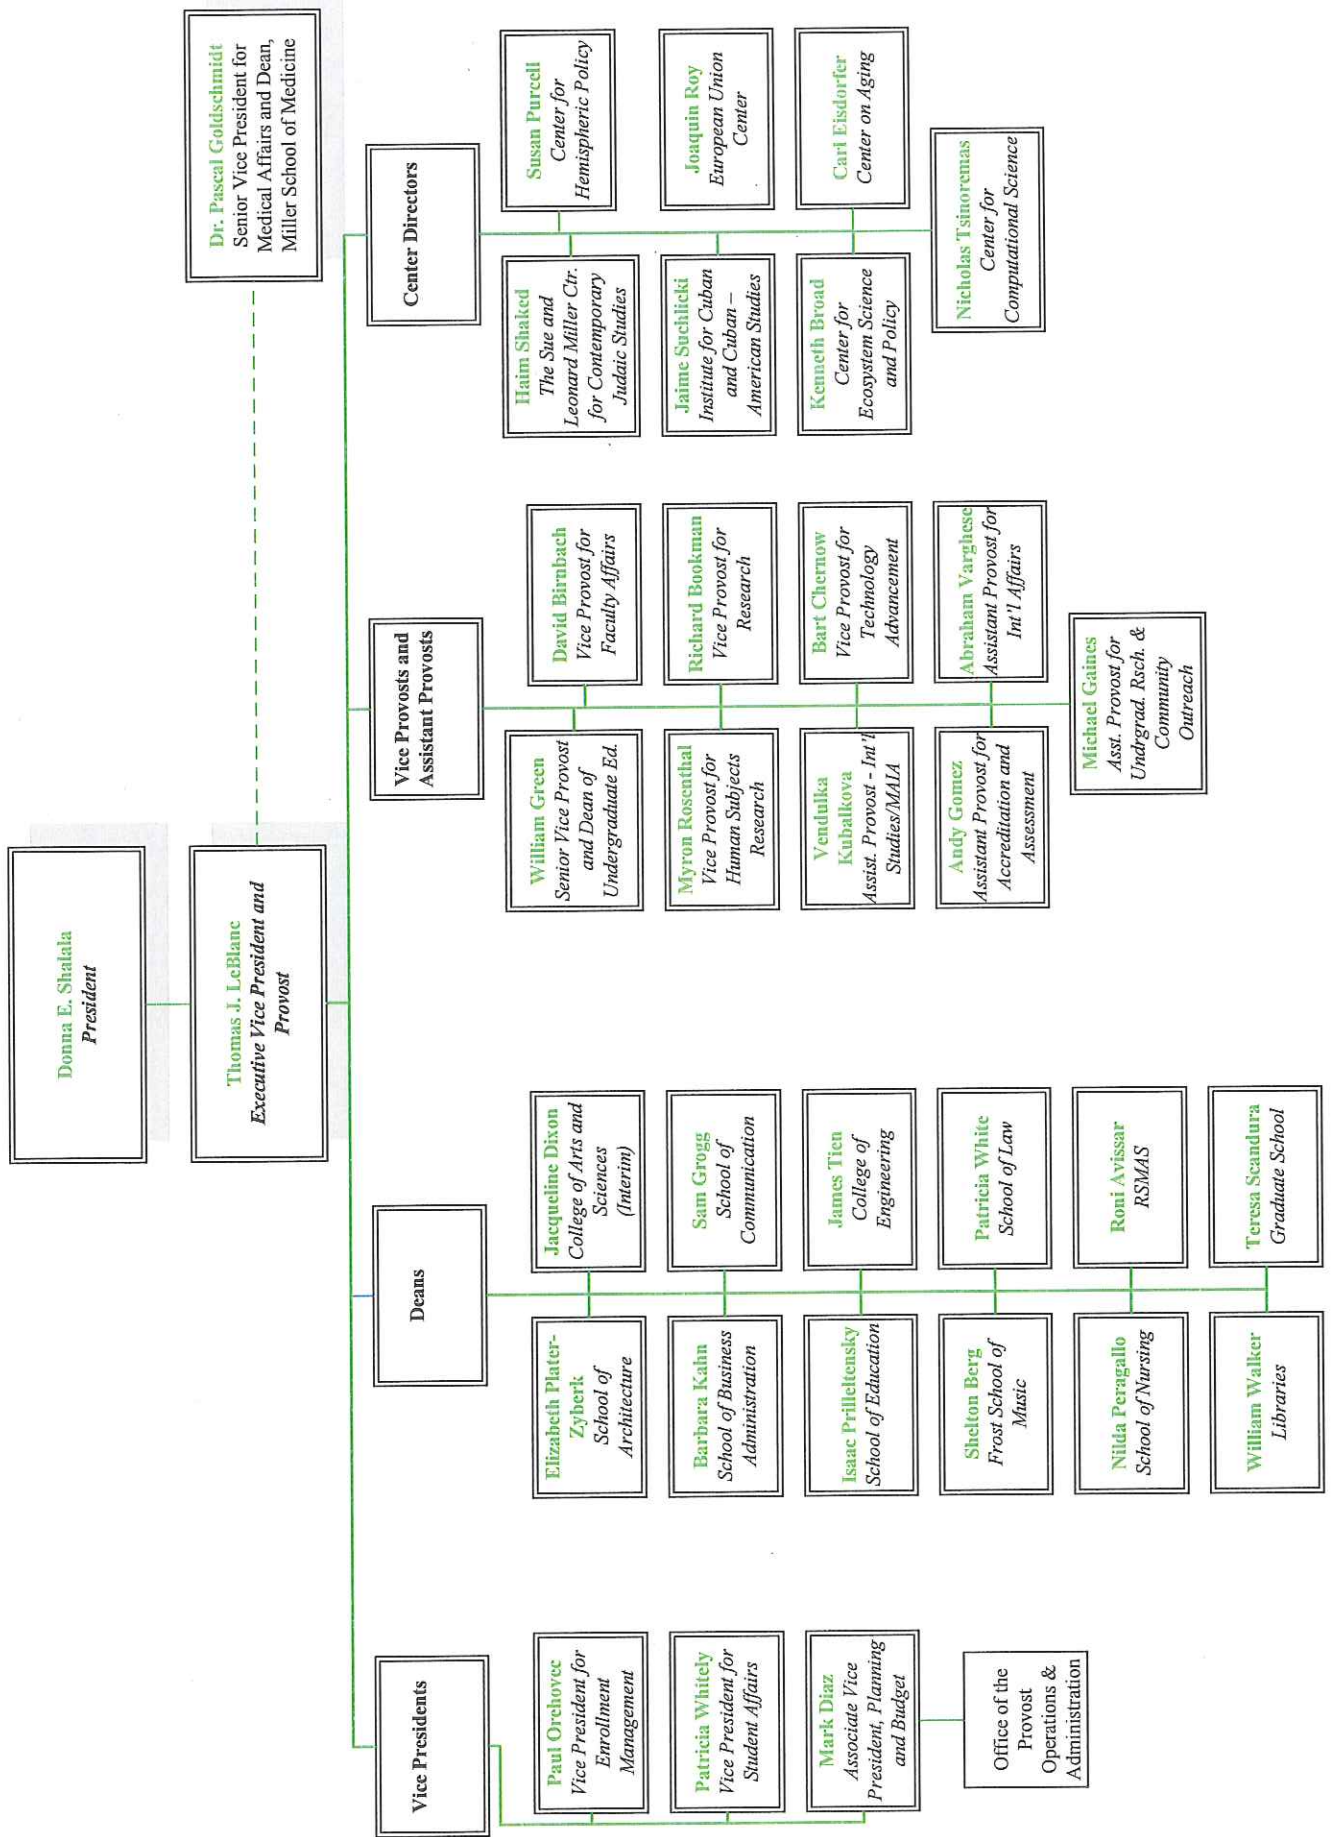 Donna E. Shalala
President
Thomas J. LeBlanc
Executive Vice President and
Provost
Dr. Pascal Goldschmidt
Senior Vice President for
Medical Affairs and Dean,
Miller School of Medicine
Vice Presidents
Paul Orehovec
Vice President for
Enrollment
Management
Patricia Whitely
Vice President for
Student Affairs
Mark Diaz
Associate Vice
President, Planning
and Budget
Office of the
Provost
Operations &
Administration
Deans
Elizabeth Plater-
Zyberk
School of
Architecture
Jacqueline Dixon
College of Arts and
Sciences
(Interim)
Barbara Kahn
School of Business
Administration
Sam Grogg
School of
Communication
Isaac Prilleltensky
School of Education
James Tien
College of
Engineering
Shelton Berg
Frost School of
Music
Patricia White
School of Law
Nilda Peragallo
School of Nursing
Roni Avissar
RSMAS
William Walker
Libraries
Teresa Scandura
Graduate School
Vice Provosts and
Assistant Provosts
William Green
Senior Vice Provost
and Dean of
Undergraduate Ed.
David Birnbach
Vice Provost for
Faculty Affairs
Myron Rosenthal
Vice Provost for
Human Subjects
Research
Richard Bookman
Vice Provost for
Research
Vendulka
Kubalkova
Assist. Provost - Int'l
Studies/MAIA
Bart Chernow
Vice Provost for
Technology
Advancement
Andy Gomez
Assistant Provost for
Accreditation and
Assessment
Abraham Varghese
Assistant Provost for
Int'l Affairs
Michael Gaines
Asst. Provost for
Undrgrad. Rsch. &
Community
Outreach
Center Directors
Haim Shaked
The Sue and
Leonard Miller Ctr.
for Contemporary
Judaic Studies
Susan Purcell
Center for
Hemispheric Policy
Jaime Suchlicki
Institute for Cuban
and Cuban –
American Studies
Joaquin Roy
European Union
Center
Kenneth Broad
Center for
Ecosystem Science
and Policy
Carl Eisdorfer
Center on Aging
Nicholas Tsinoremas
Center for
Computational Science